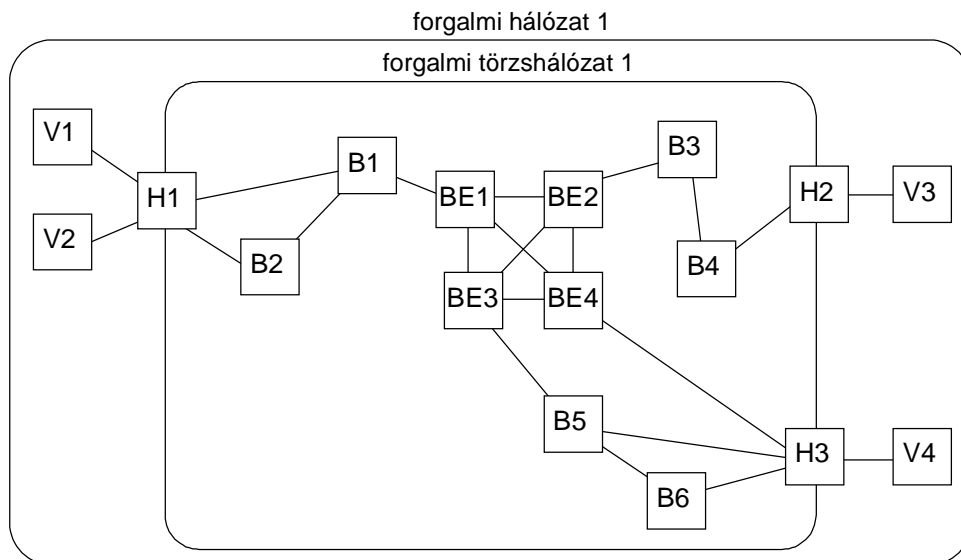 forgalmi hálózat 1
forgalmi törzshálózat 1
V1
B1
B3
H1
BE1
BE2
H2
V3
V2
B2
B4
BE3
BE4
B5
H3
V4
B6